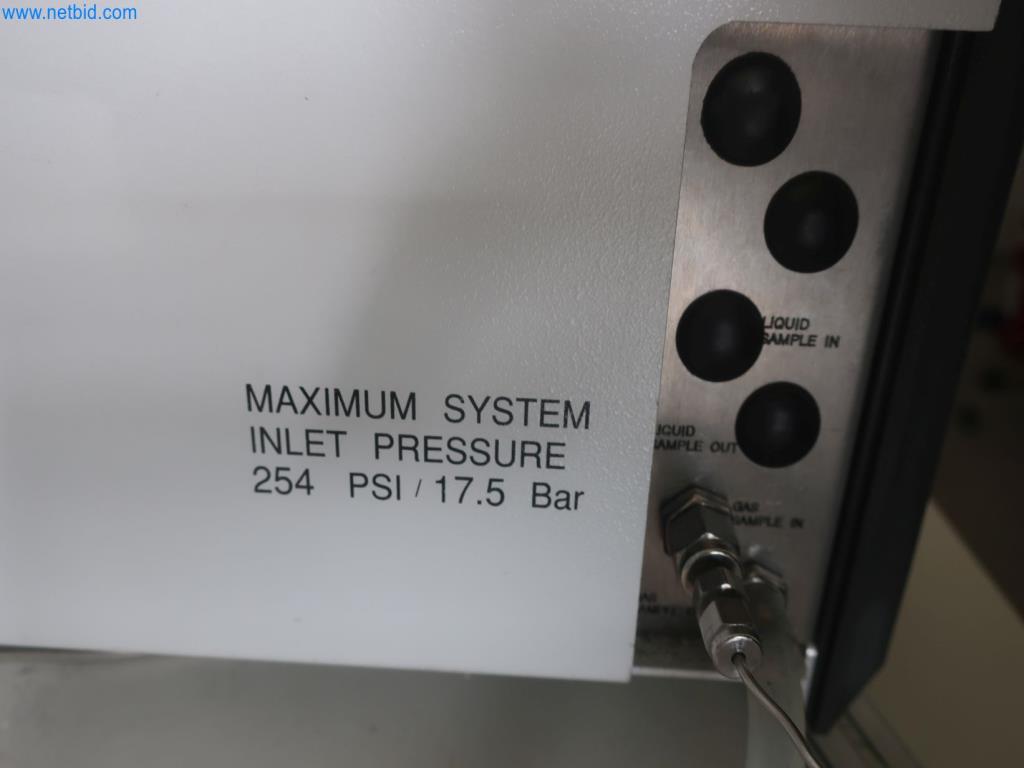 www.netbid.com
MAXIMUM SYSTEM
INLET PRESSURE
254 PSI / 17.5 Bar
LIQUID
SAMPLE IN
LIQUID
SAMPLE OUT
GAS
SAMPLE IN